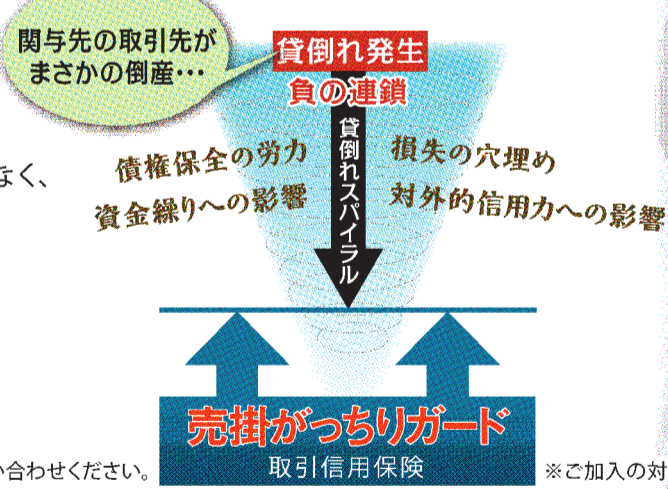 関与先の取引先が
まさかの倒産…
貸倒れ発生
負の連鎖
貸倒れスパイラル
債権保全の労力
資金繰りへの影響
損失の穴埋め
対外的信用力への影響
なく、
売掛がっちりガード
取引信用保険
い合わせください。
※ご加入の対